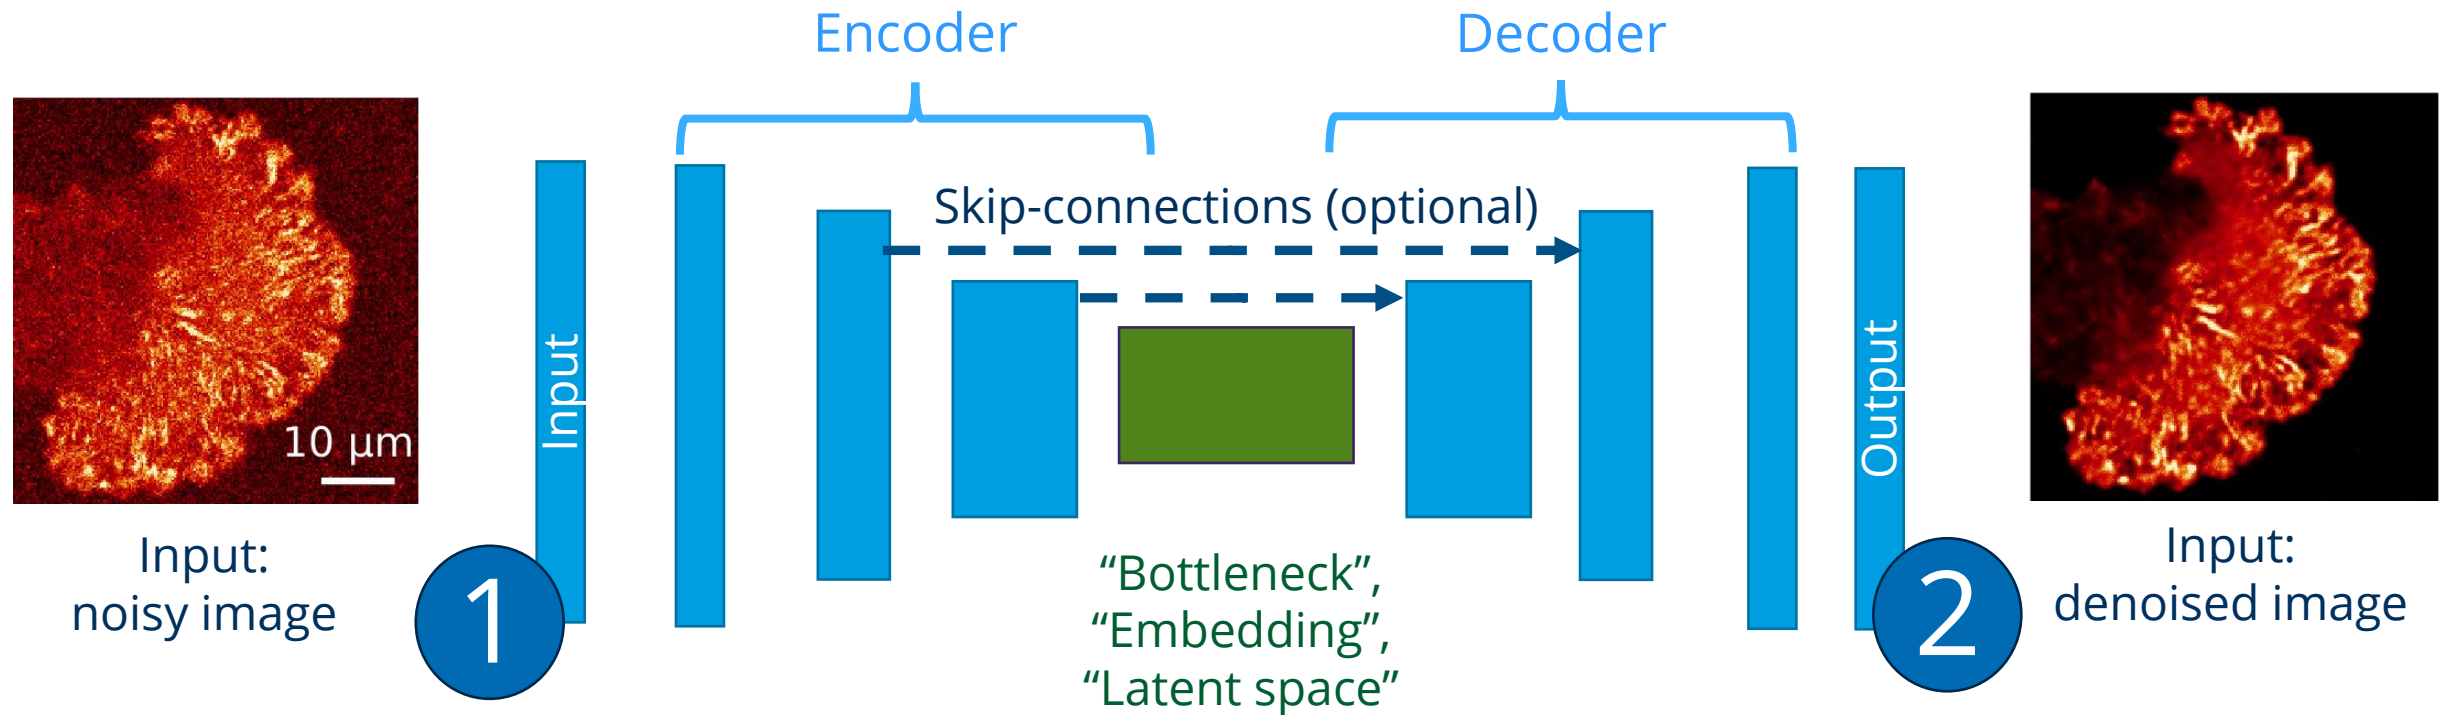 Encoder
Decoder
Skip-connections (optional)
Input
Output
10 µm
Input:
noisy image
1
“Bottleneck”,
“Embedding”,
“Latent space”
2
Input:
denoised image